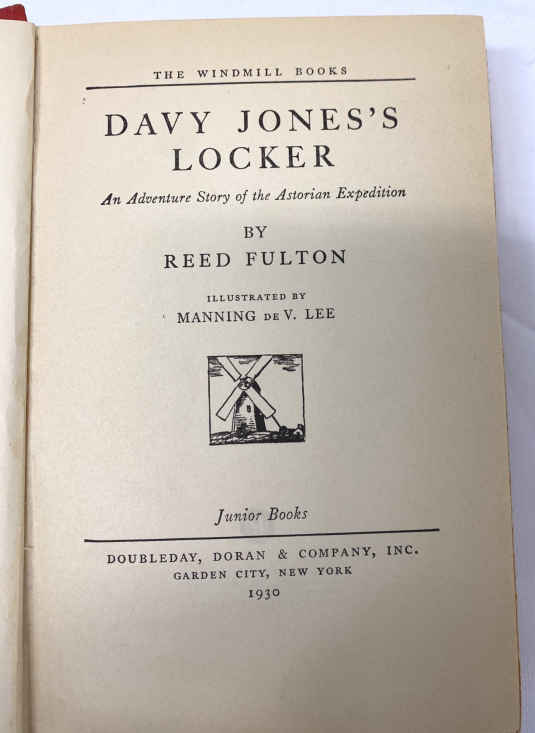 THE WINDMILL BOOKS
DAVY JONES'S
LOCKER
An Adventure Story of the Astorian Expedition
BY
REED FULTON
ILLUSTRATED BY
MANNING DE V. LEE
Junior Books
DOUBLEDAY, DORAN & COMPANY, INC.
GARDEN CITY, NEW YORK
1930